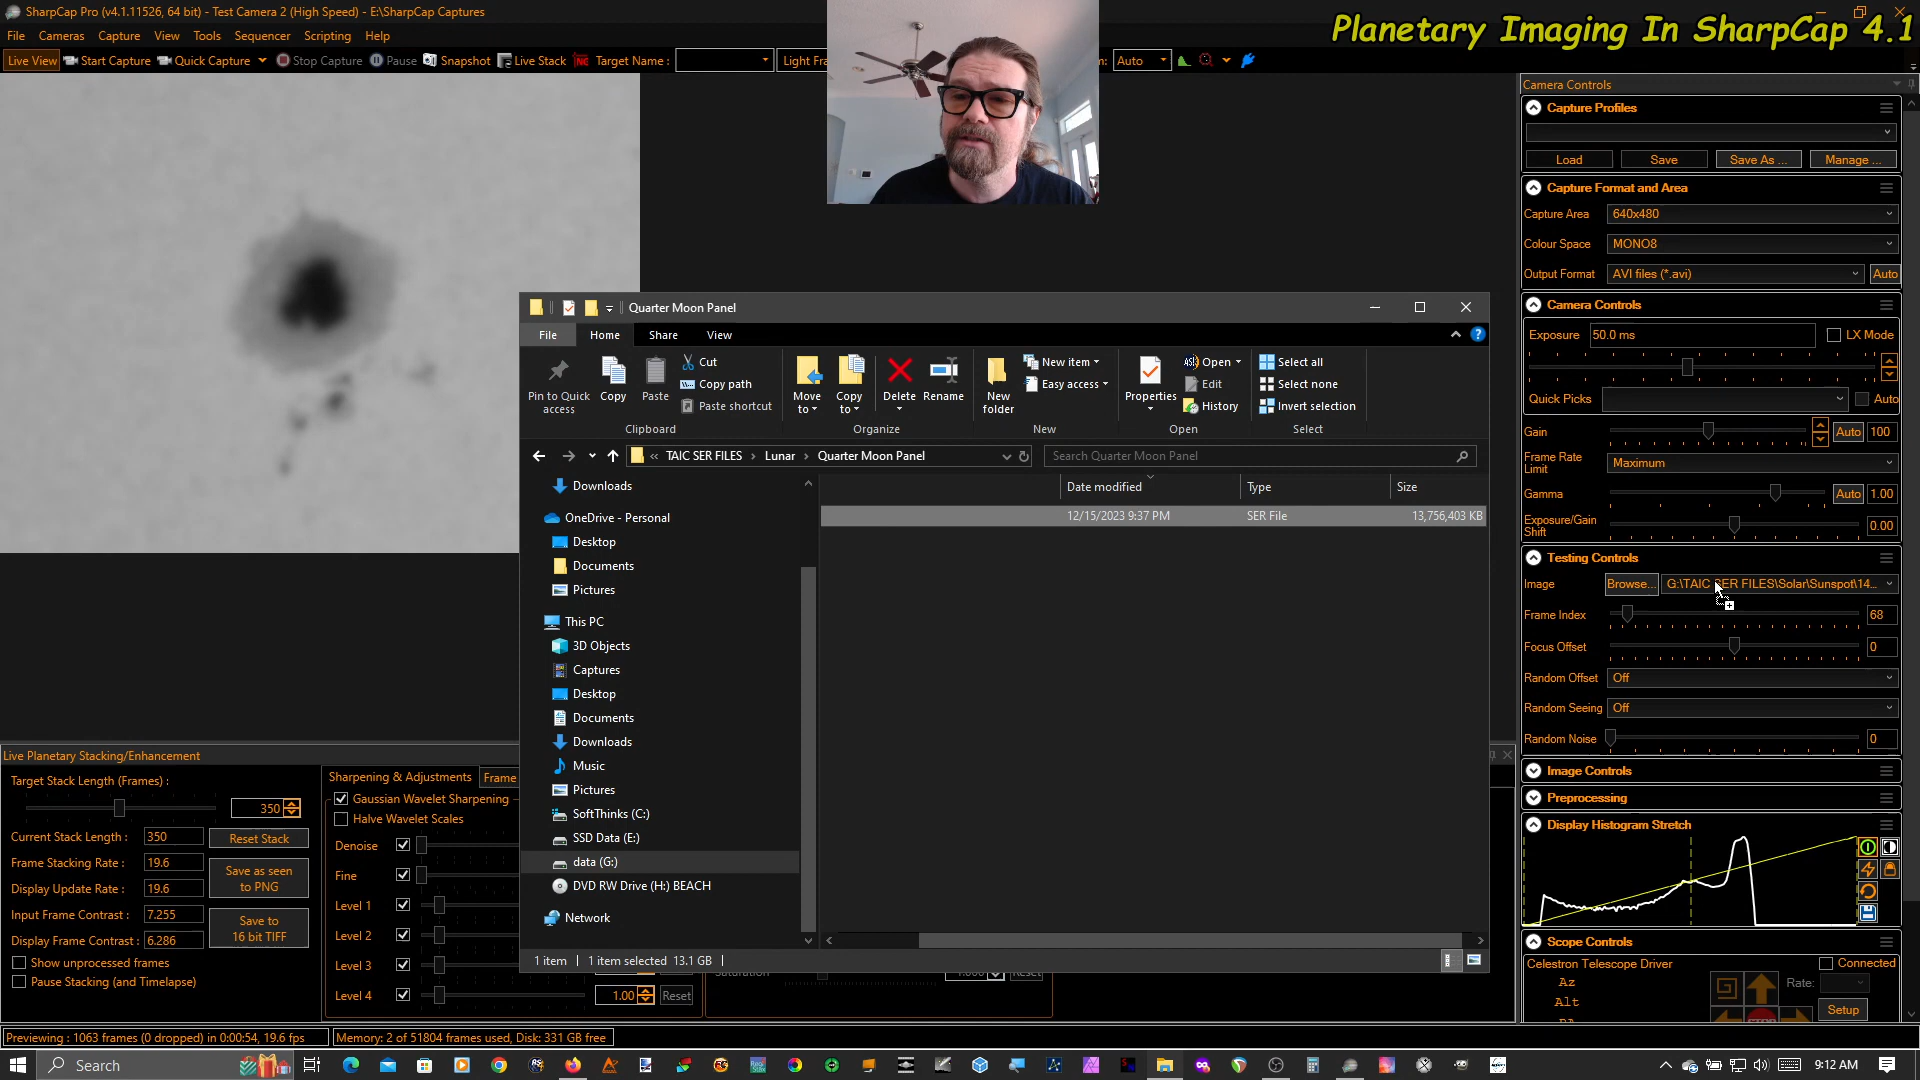 SharpCap Pro (v4.1.11526, 64 bit) - Test Camera 2 (High Speed) - E:\SharpCap Captures
Planetary Imaging In SharpCap 4.1
File Cameras Capture View Tools Sequencer Scripting Help
Live View Start Capture Quick Capture Stop Capture Pause Snapshot Live Stack Target Name : Light Fra Auto
Camera Controls
Capture Profiles
Load Save Save As ... Manage ...
Capture Format and Area
Capture Area 640x480
Colour Space MONO8
Output Format AVI files (*.avi) Auto
Camera Controls
Exposure 50.0 ms LX Mode
Quick Picks Auto
Gain Auto 100
Frame Rate Limit Maximum
Gamma Auto 1.00
Exposure/Gain Shift 0.00
Testing Controls
Image Browse... G:\TAIC SER FILES\Solar\Sunspot\14...
Frame Index 68
Focus Offset 0
Random Offset Off
Random Seeing Off
Random Noise 0
Image Controls
Preprocessing
Display Histogram Stretch
Scope Controls
Celestron Telescope Driver Connected
Az Rate:
Alt
Setup
Quarter Moon Panel
File Home Share View
Pin to Quick access Copy Paste Cut Copy path Paste shortcut
Move to Copy to Delete Rename New folder New item Easy access
Properties Open Edit History Select all Select none Invert selection
Clipboard Organize New Open Select
« TAIC SER FILES › Lunar › Quarter Moon Panel Search Quarter Moon Panel
Date modified Type Size
12/15/2023 9:37 PM SER File 13,756,403 KB
Downloads
OneDrive - Personal
Desktop
Documents
Pictures
This PC
3D Objects
Captures
Desktop
Documents
Downloads
Music
Pictures
SoftThinks (C:)
SSD Data (E:)
data (G:)
DVD RW Drive (H:) BEACH
Network
1 item 1 item selected 13.1 GB
Live Planetary Stacking/Enhancement
Target Stack Length (Frames) :
350
Current Stack Length : 350 Reset Stack
Frame Stacking Rate : 19.6
Save as seen to PNG
Display Update Rate : 19.6
Input Frame Contrast : 7.255
Save to 16 bit TIFF
Display Frame Contrast : 6.286
Show unprocessed frames
Pause Stacking (and Timelapse)
Sharpening & Adjustments Frame
Gaussian Wavelet Sharpening
Halve Wavelet Scales
Denoise
Fine
Level 1
Level 2
Level 3
Level 4 1.00 Reset
Previewing : 1063 frames (0 dropped) in 0:00:54, 19.6 fps Memory: 2 of 51804 frames used, Disk: 331 GB free
Search
9:12 AM